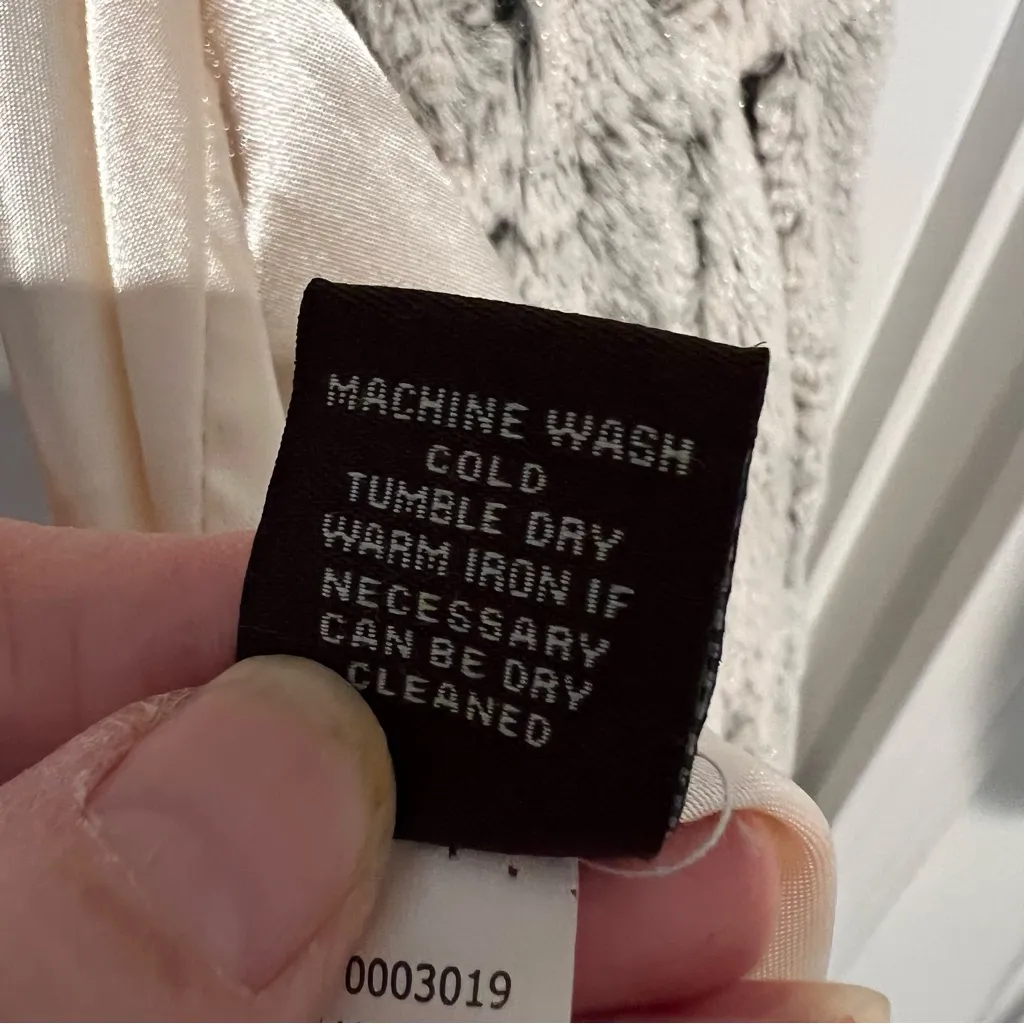 MACHINE WASH
COLD
TUMBLE DRY
WARM IRON IF
NECESSARY
CAN BE DRY
CLEANED
0003019